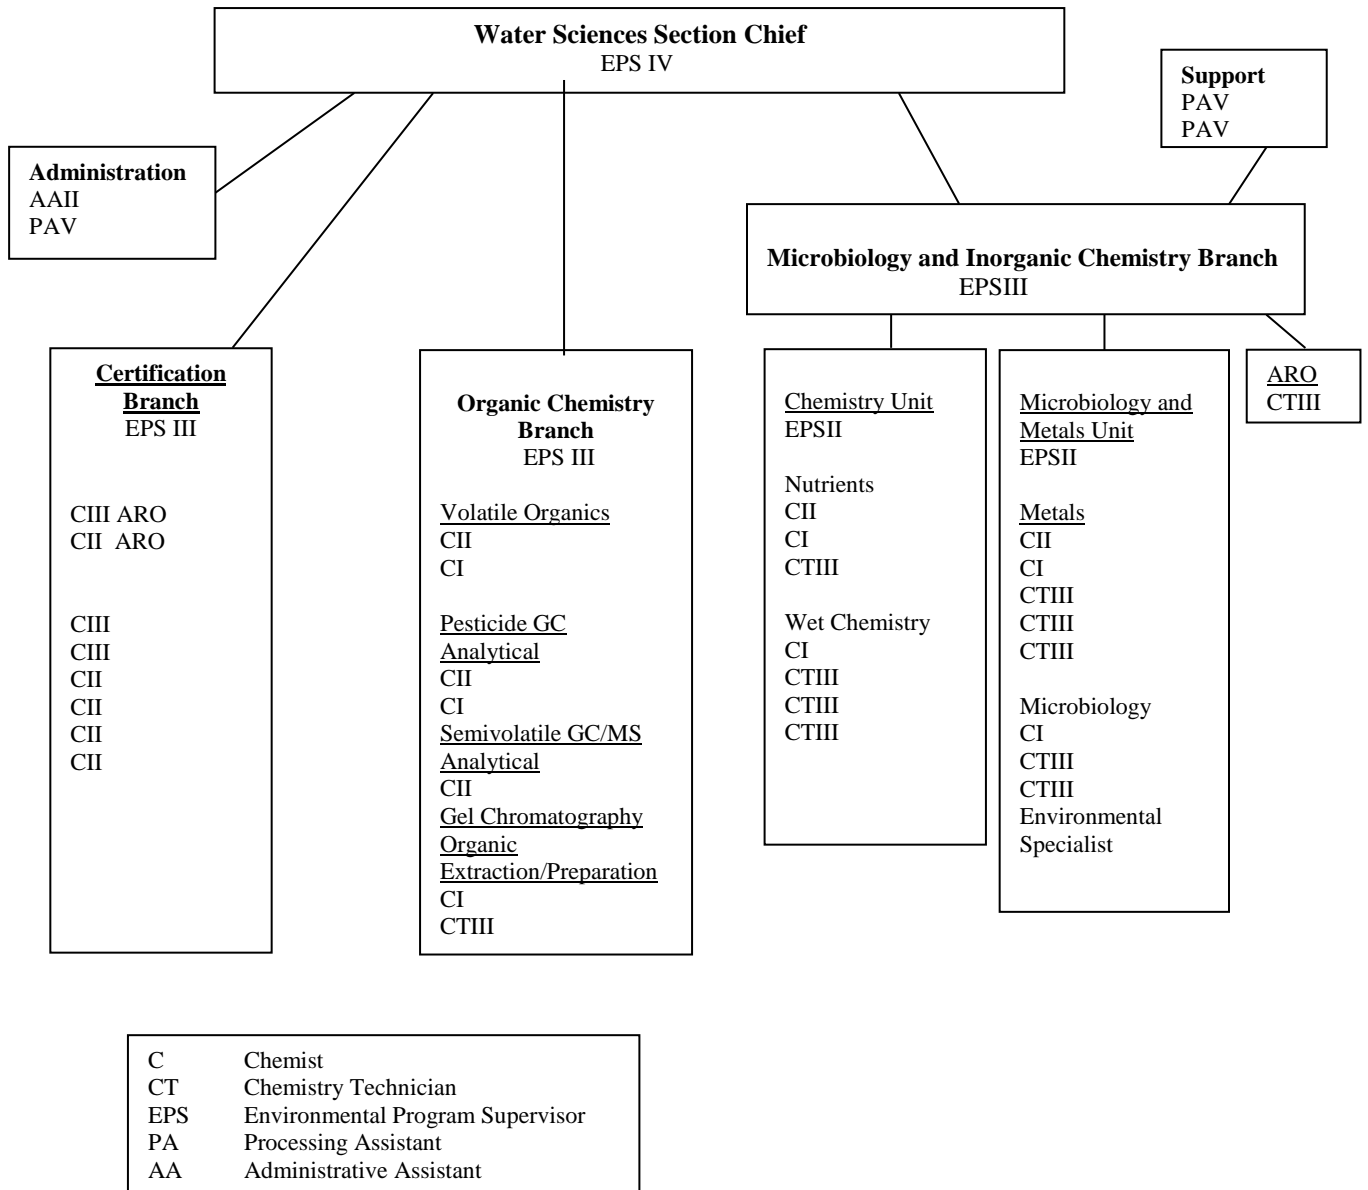 Water Sciences Section Chief
EPS IV
Support
PAV
PAV
Administration
AAII
PAV
Microbiology and Inorganic Chemistry Branch
EPSIII
Certification
Branch
EPS III
CIII ARO
CII ARO
CIII
CIII
CII
CII
CII
CII
Organic Chemistry
Branch
EPS III
Volatile Organics
CII
CI
Pesticide GC
Analytical
CII
CI
Semivolatile GC/MS
Analytical
CII
Gel Chromatography
Organic
Extraction/Preparation
CI
CTIII
Chemistry Unit
EPSII
Nutrients
CII
CI
CTIII
Wet Chemistry
CI
CTIII
CTIII
CTIII
Microbiology and
Metals Unit
EPSII
Metals
CII
CI
CTIII
CTIII
CTIII
Microbiology
CI
CTIII
CTIII
Environmental
Specialist
ARO
CTIII
C Chemist
CT Chemistry Technician
EPS Environmental Program Supervisor
PA Processing Assistant
AA Administrative Assistant